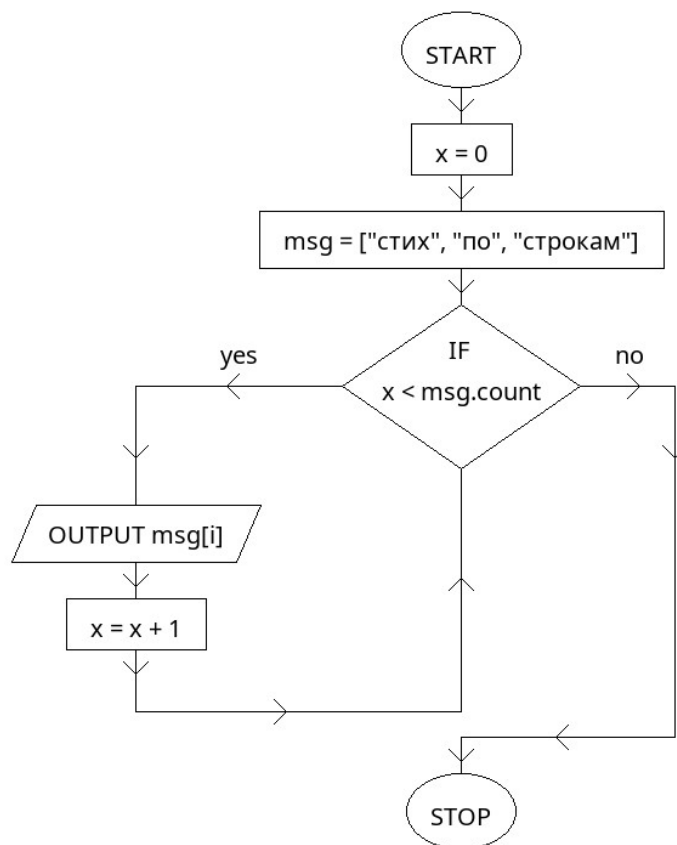 START
x = 0
msg = ["стих", "по", "строкам"]
IF
x < msg.count
yes
no
OUTPUT msg[i]
x = x + 1
STOP